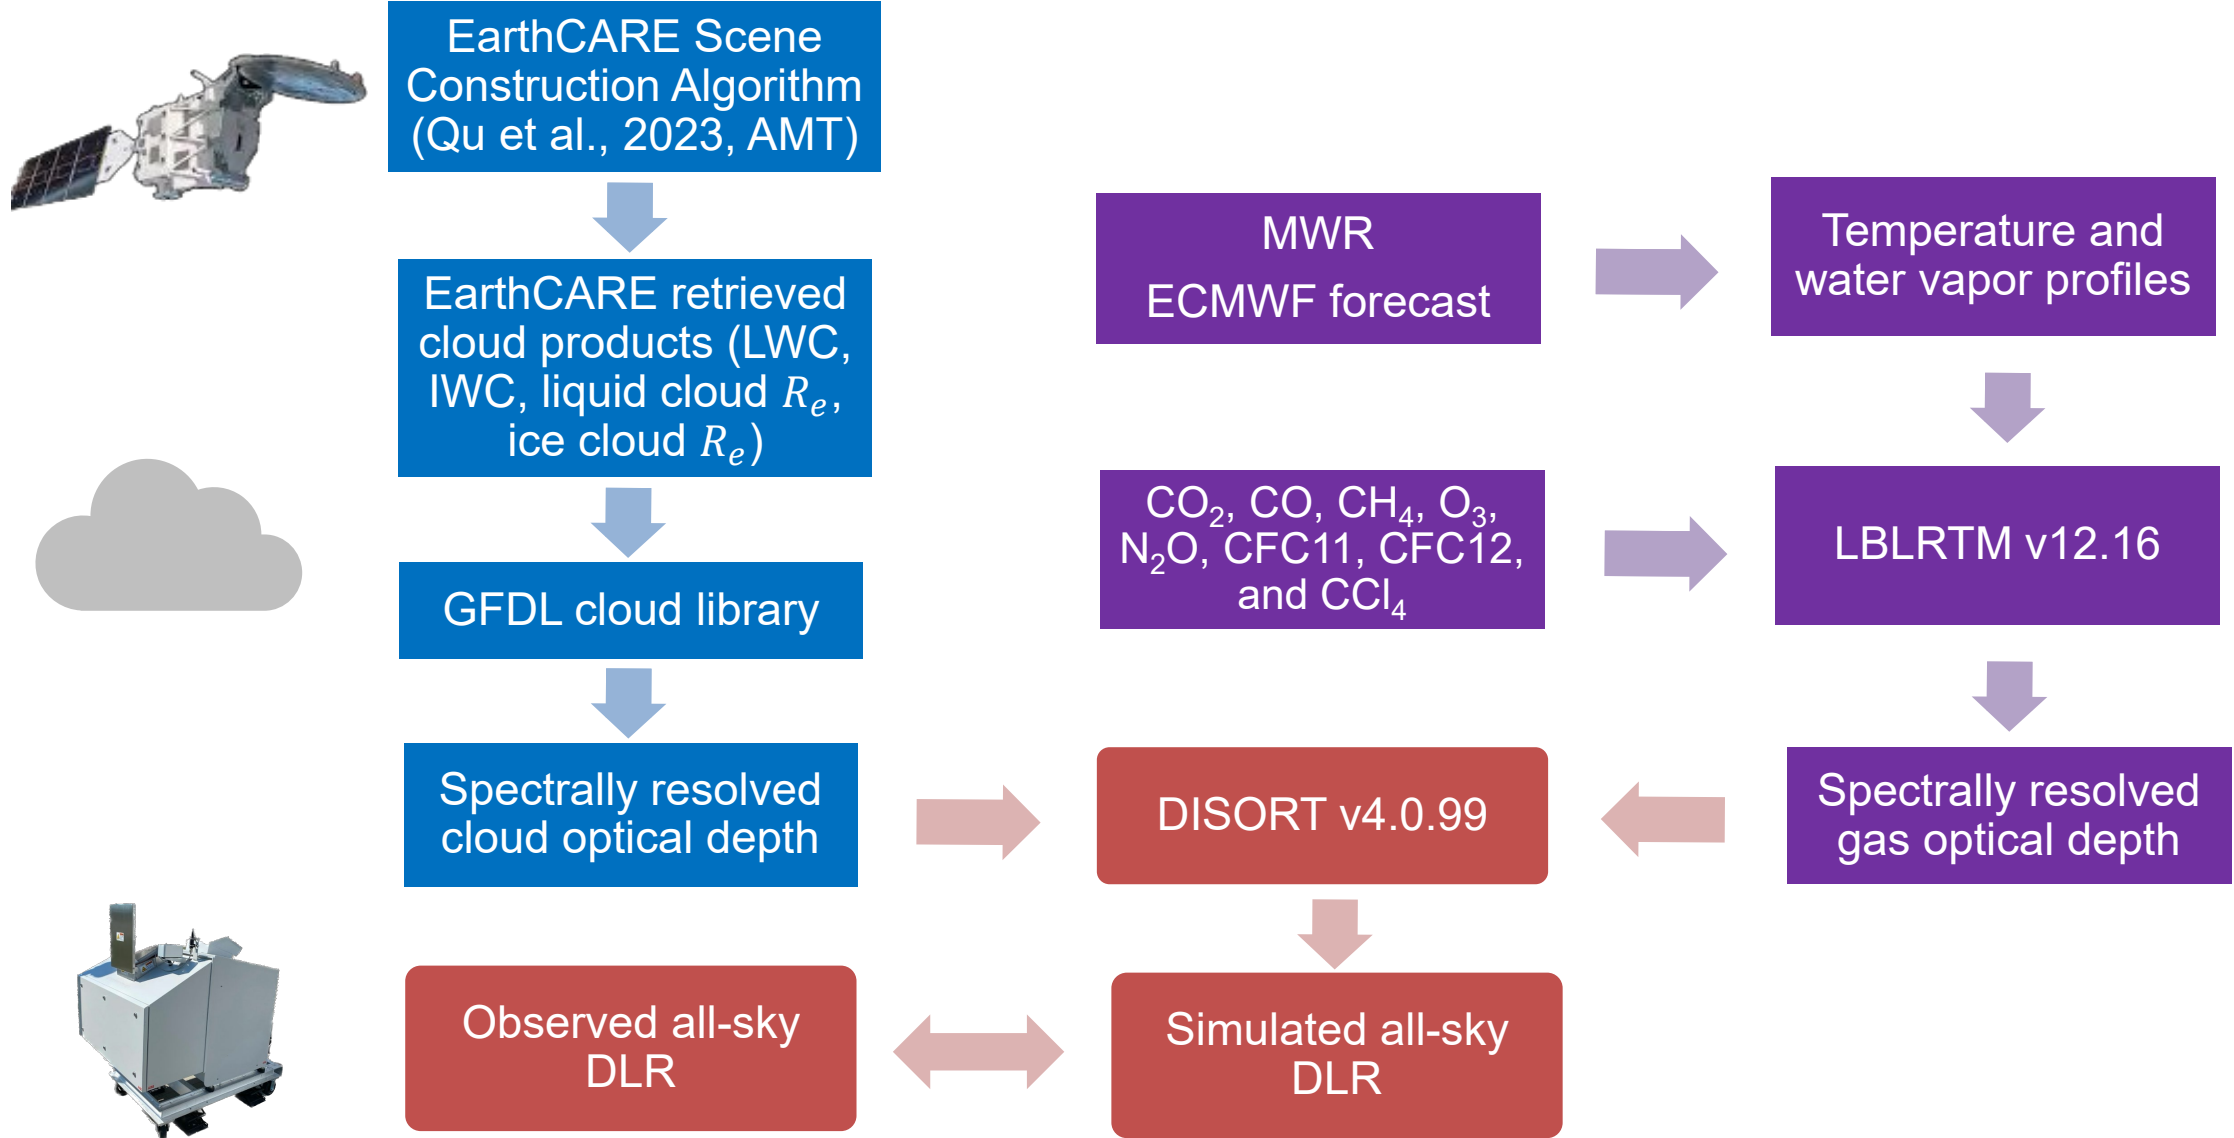 EarthCARE Scene
Construction Algorithm
(Qu et al., 2023, AMT)
EarthCARE retrieved
cloud products (LWC,
IWC, liquid cloud Rₑ,
ice cloud Rₑ)
GFDL cloud library
Spectrally resolved
cloud optical depth
MWR
ECMWF forecast
Temperature and
water vapor profiles
CO₂, CO, CH₄, O₃,
N₂O, CFC11, CFC12,
and CCl₄
LBLRTM v12.16
Spectrally resolved
gas optical depth
DISORT v4.0.99
Observed all-sky
DLR
Simulated all-sky
DLR